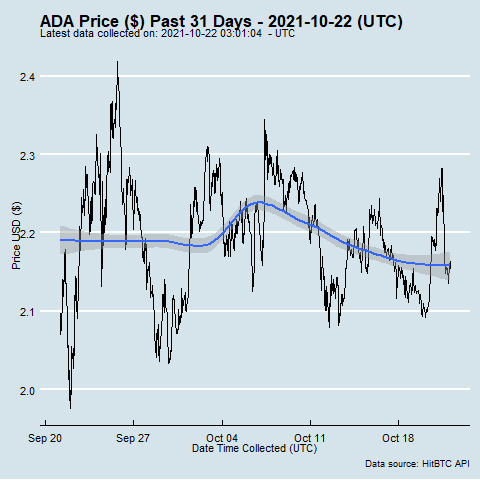 ADA Price ($) Past 31 Days - 2021-10-22 (UTC)
Latest data collected on: 2021-10-22 03:01:04 - UTC
2.4
2.3
2.2
2.1
2.0
Price USD ($)
Sep 20
Sep 27
Oct 04
Oct 11
Oct 18
Date Time Collected (UTC)
Data source: HitBTC API